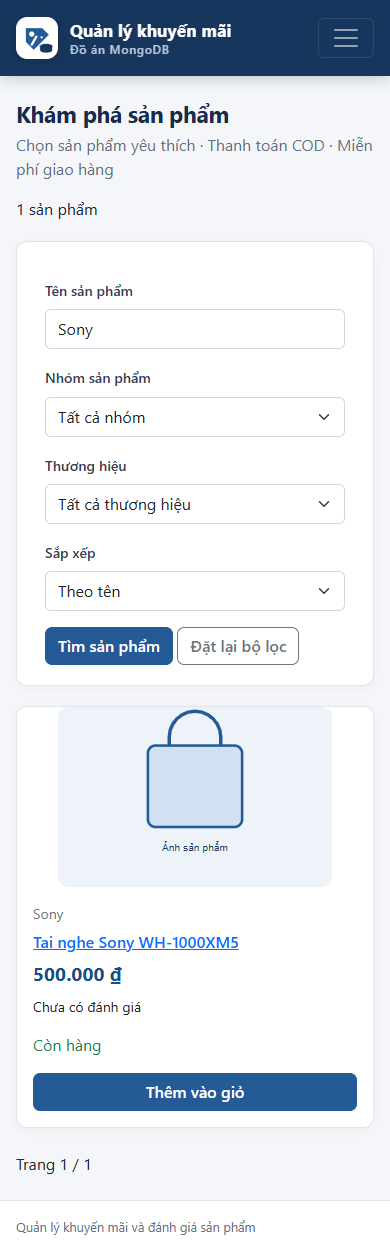 Quản lý khuyến mãi
Đồ án MongoDB
Khám phá sản phẩm
Chọn sản phẩm yêu thích · Thanh toán COD · Miễn
phí giao hàng
1 sản phẩm
Tên sản phẩm
Sony
Nhóm sản phẩm
Tất cả nhóm
Thương hiệu
Tất cả thương hiệu
Sắp xếp
Theo tên
Tìm sản phẩm Đặt lại bộ lọc
Ảnh sản phẩm
Sony
Tai nghe Sony WH-1000XM5
500.000 ₫
Chưa có đánh giá
Còn hàng
Thêm vào giỏ
Trang 1 / 1
Quản lý khuyến mãi và đánh giá sản phẩm